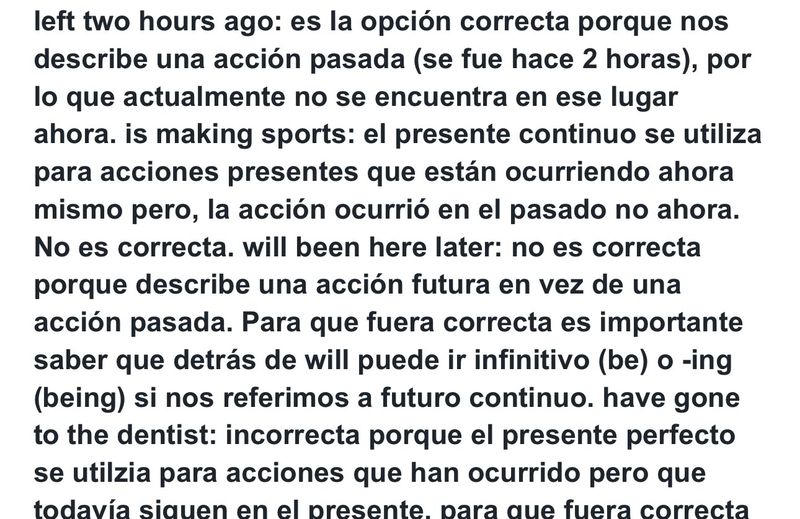 left two hours ago: es la opción correcta porque nos
describe una acción pasada (se fue hace 2 horas), por
lo que actualmente no se encuentra en ese lugar
ahora. is making sports: el presente continuo se utiliza
para acciones presentes que están ocurriendo ahora
mismo pero, la acción ocurrió en el pasado no ahora.
No es correcta. will been here later: no es correcta
porque describe una acción futura en vez de una
acción pasada. Para que fuera correcta es importante
saber que detrás de will puede ir infinitivo (be) o -ing
(being) si nos referimos a futuro continuo. have gone
to the dentist: incorrecta porque el presente perfecto
se utilzia para acciones que han ocurrido pero que
todavía siguen en el presente. para que fuera correcta